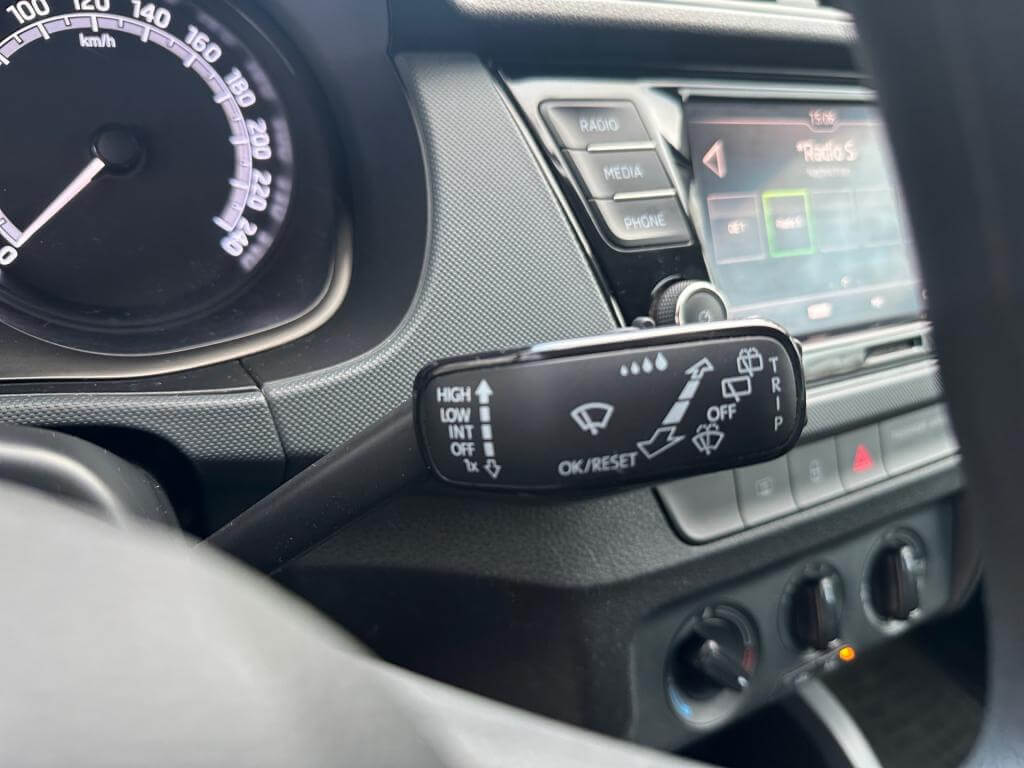 100 120 140 160 180 200 220 240
km/h
0
RADIO
MEDIA
PHONE
15:06
*Radio S
HIGH
LOW
INT
OFF
1x
OK/RESET
OFF
TRIP